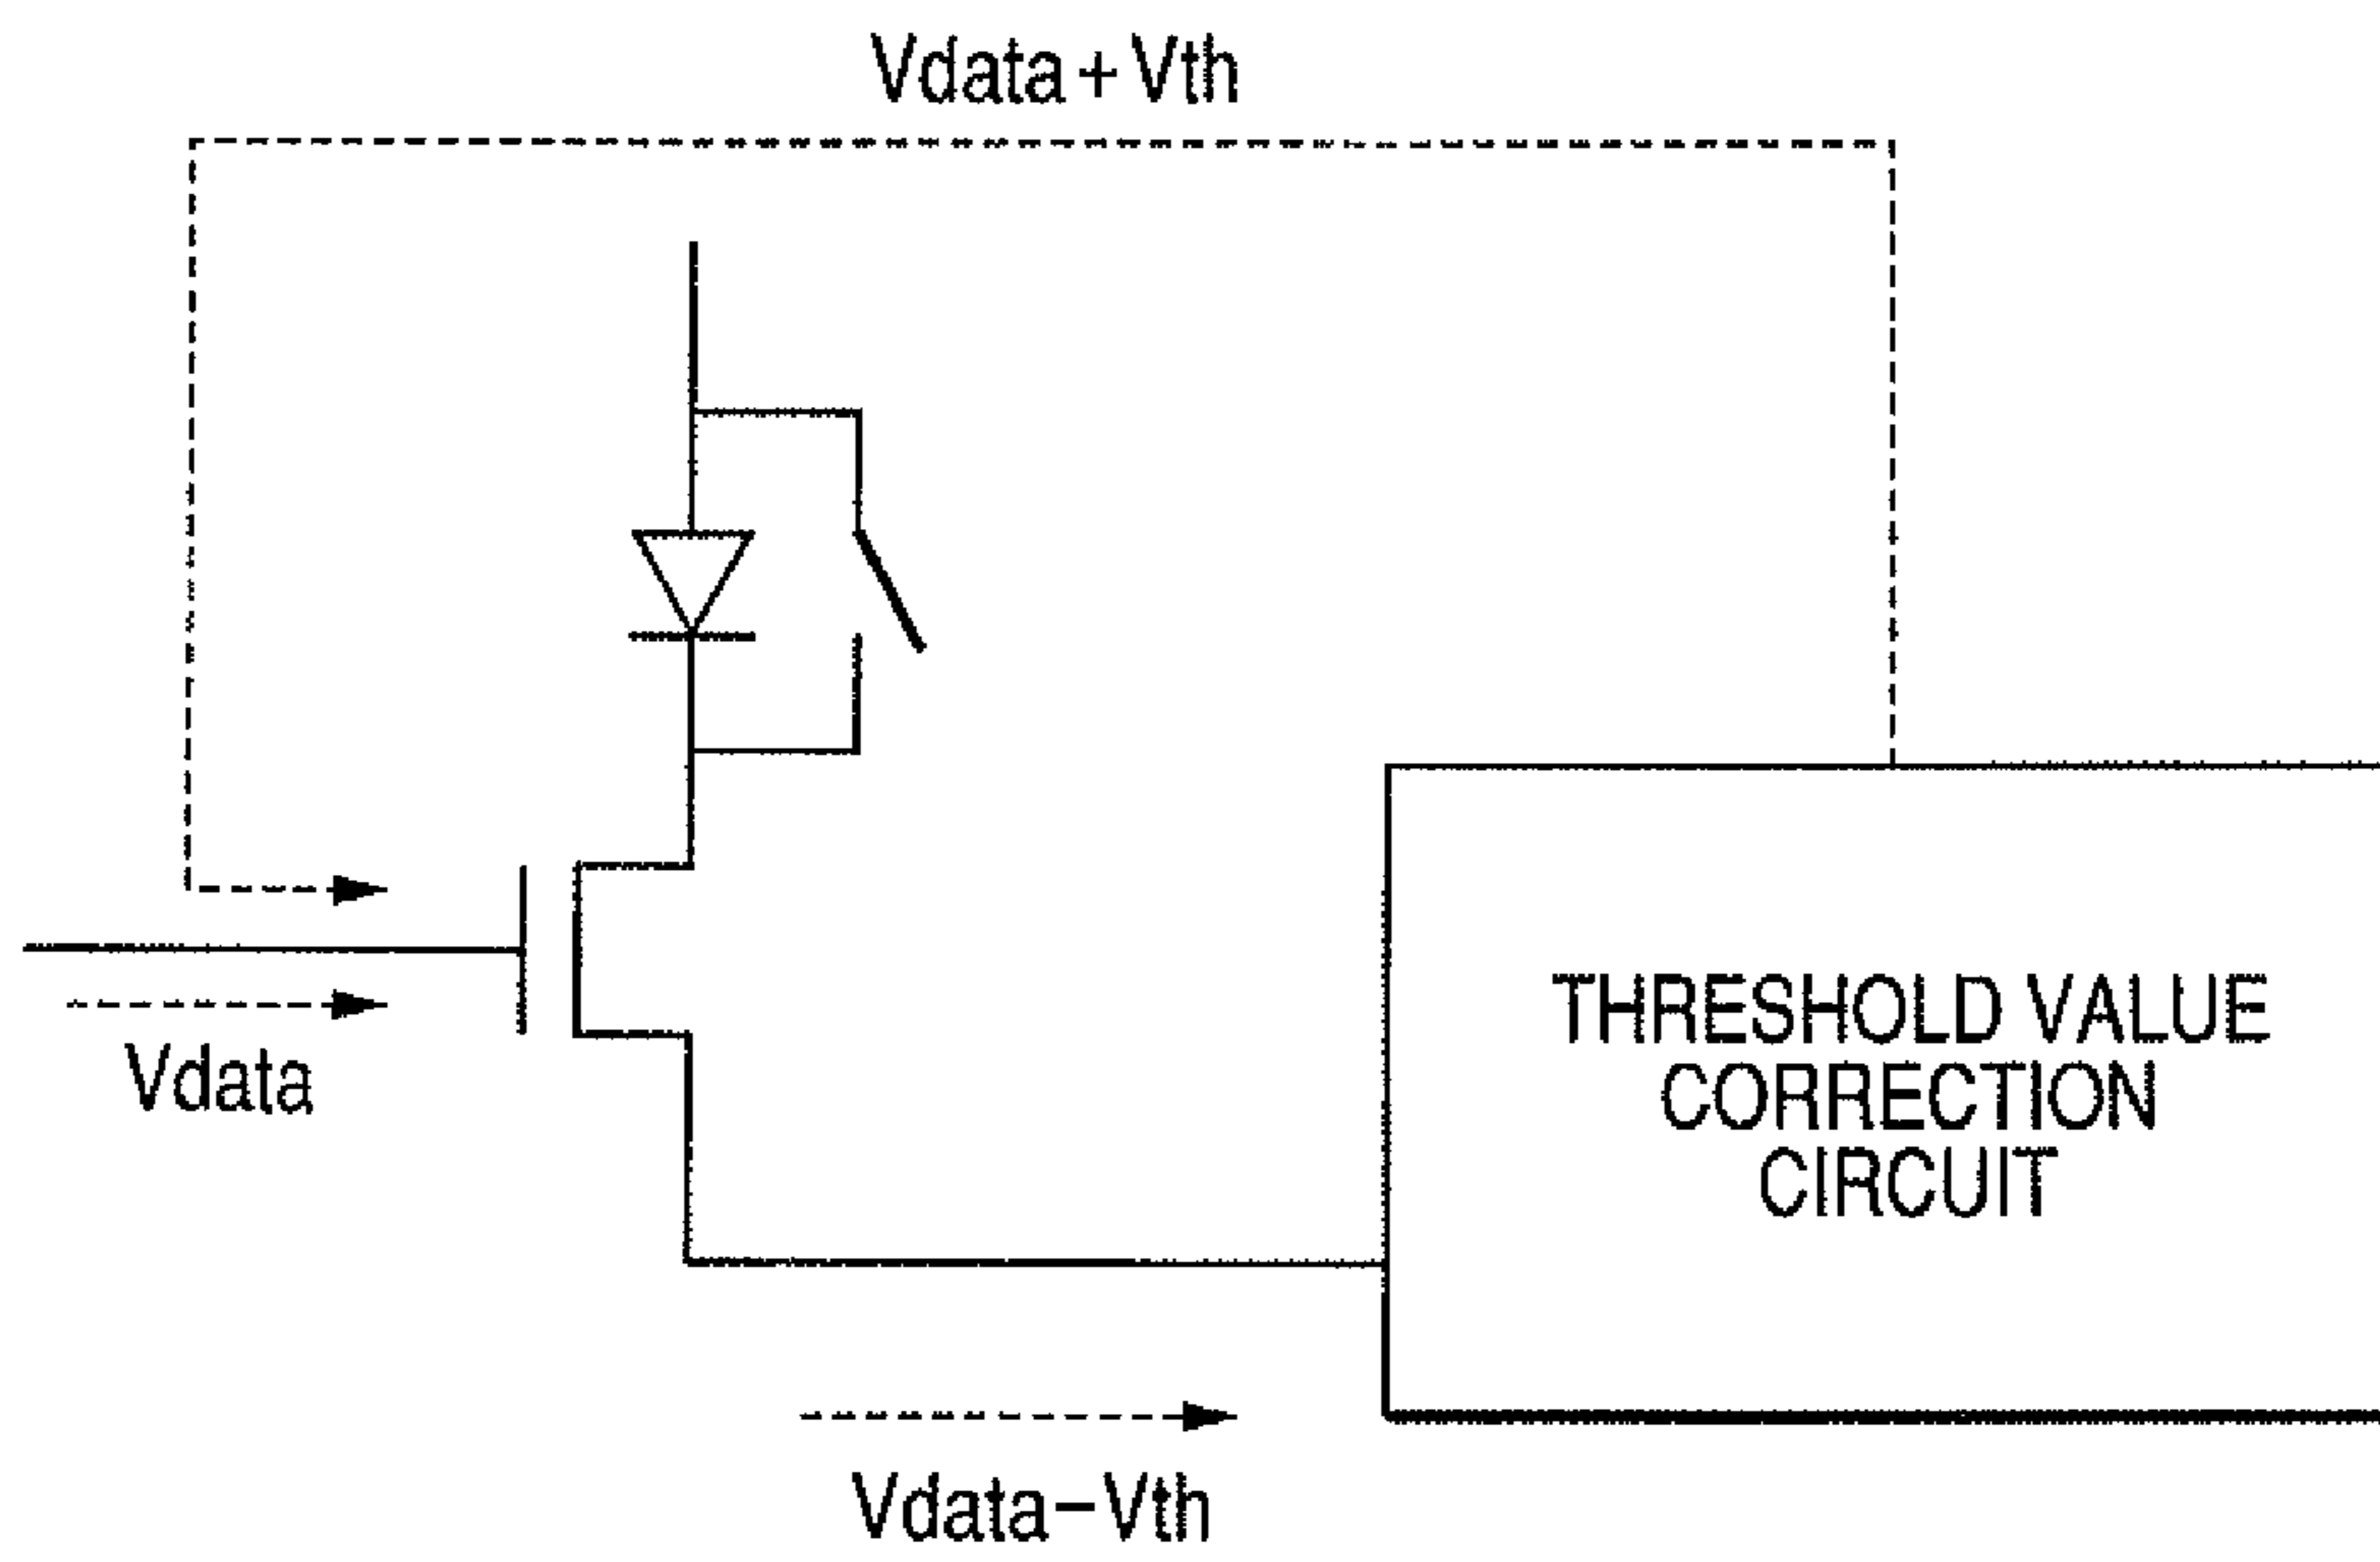 Vdata+Vth
Vdata
THRESHOLD VALUE
CORRECTION
CIRCUIT
Vdata−Vth